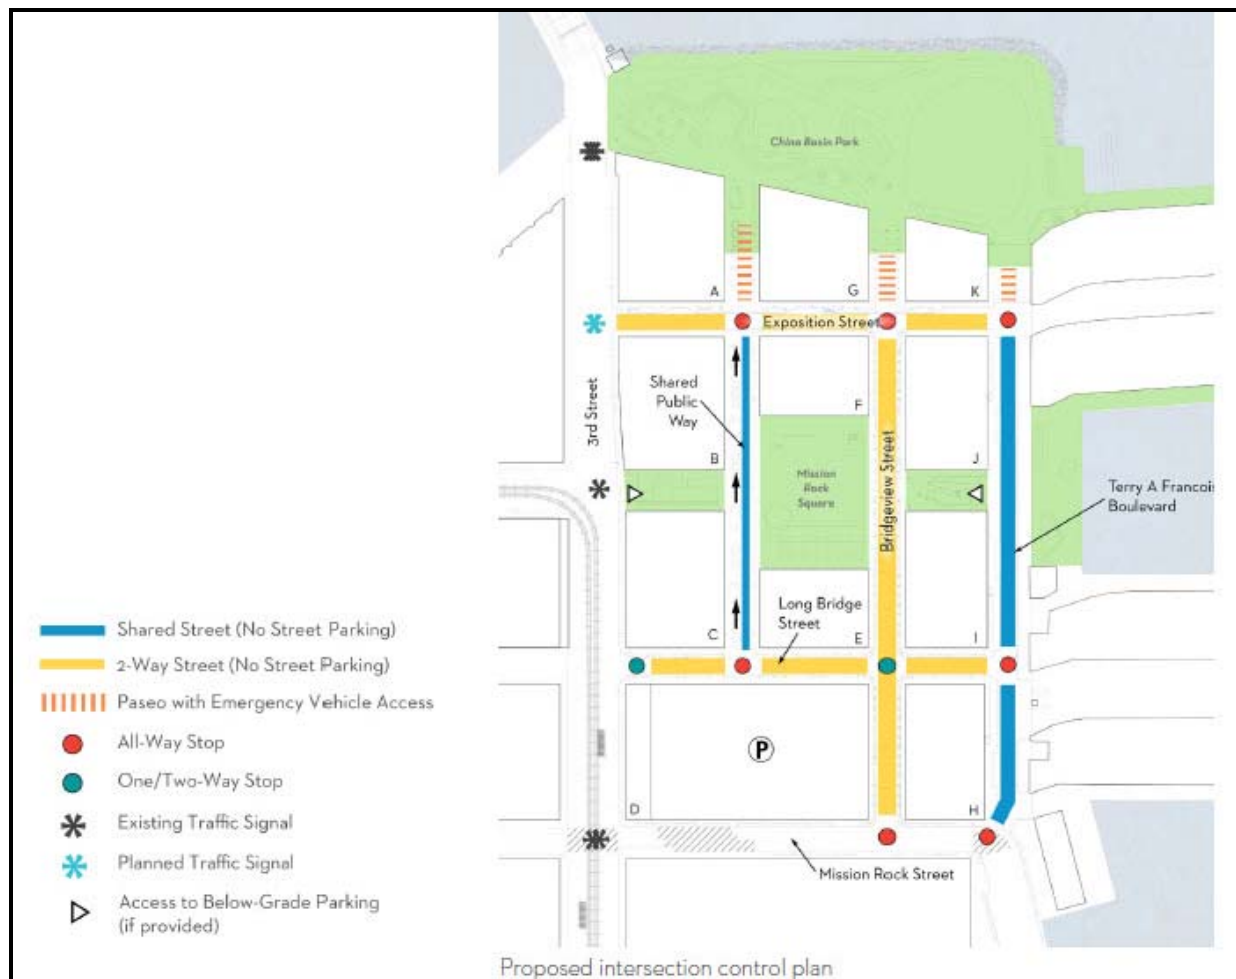 China Basin Park
A
G
K
Exposition Street
3rd Street
Shared
Public
Way
F
B
J
Mission
Rock
Square
Bridgeview Street
Terry A Francois
Boulevard
Long Bridge
Street
C
E
I
P
D
H
Mission Rock Street
Shared Street (No Street Parking)
2-Way Street (No Street Parking)
Paseo with Emergency Vehicle Access
All-Way Stop
One/Two-Way Stop
Existing Traffic Signal
Planned Traffic Signal
Access to Below-Grade Parking
(if provided)
Proposed intersection control plan